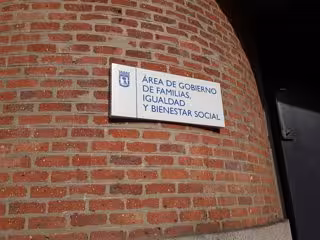 ÁREA DE GOBIERNO
DE FAMILIAS,
IGUALDAD
Y BIENESTAR SOCIAL